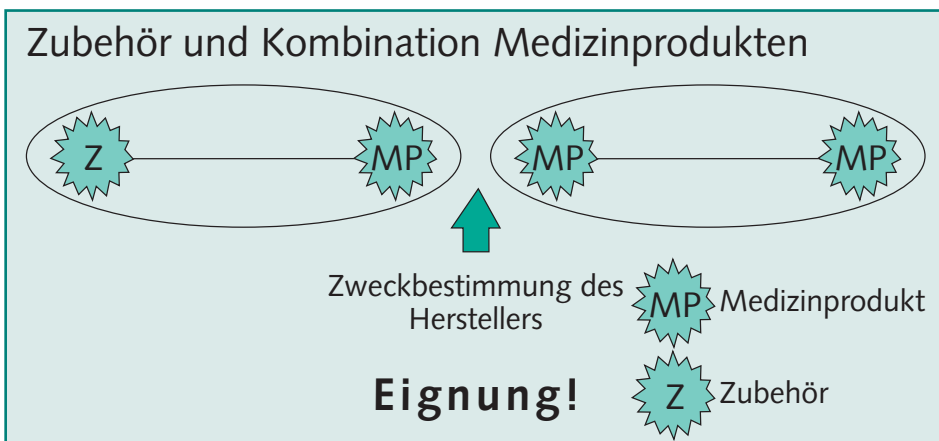 Zubehör und Kombination Medizinprodukten
Z MP MP MP
Zweckbestimmung des
Herstellers
MP Medizinprodukt
Eignung!
Z Zubehör